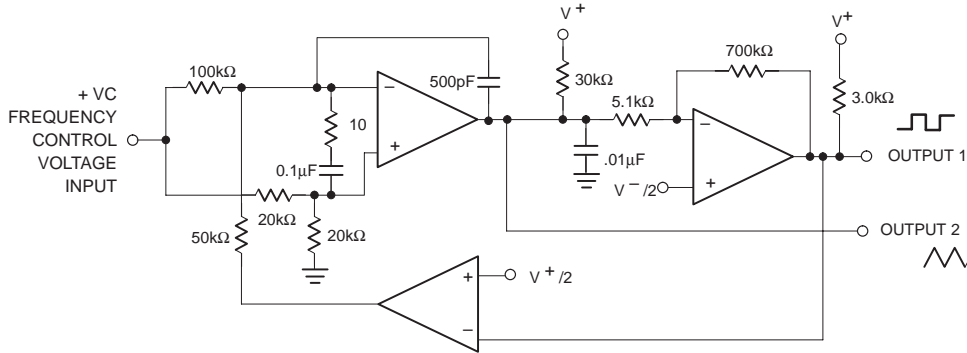 V+
V+
100kΩ
500pF
30kΩ
700kΩ
3.0kΩ
+ VC
FREQUENCY
CONTROL
VOLTAGE
INPUT
−
+
10
0.1μF
5.1kΩ
.01μF
−
+
V−/2
OUTPUT 1
20kΩ
20kΩ
50kΩ
OUTPUT 2
+
−
V+/2